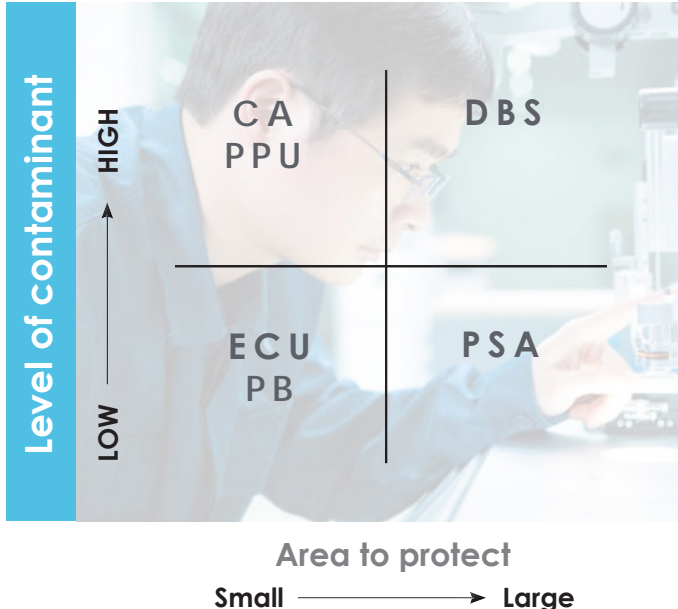 Level of contaminant
HIGH
LOW
CA
PPU
DBS
ECU
PB
PSA
Area to protect
Small
Large